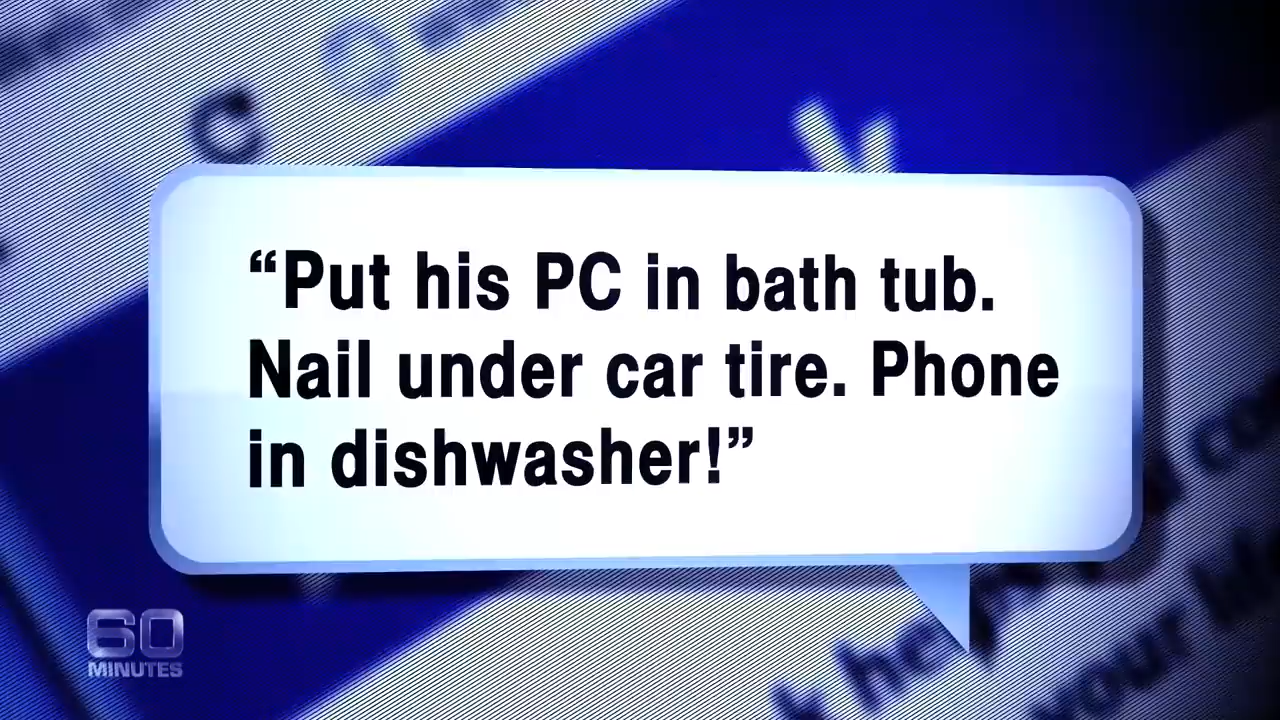 “Put his PC in bath tub.
Nail under car tire. Phone
in dishwasher!”
60
MINUTES